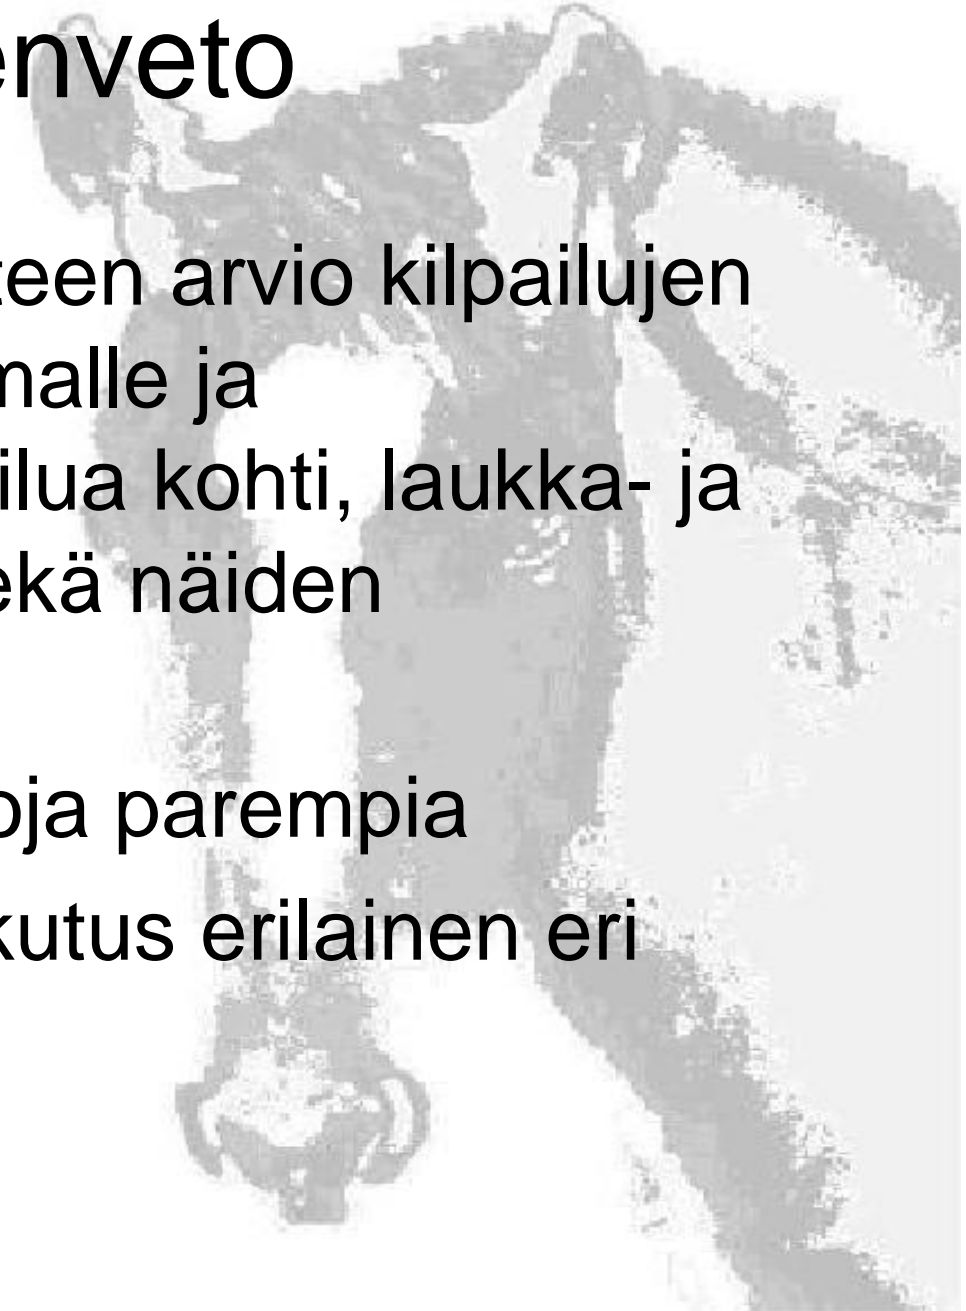 enveto
teen arvio kilpailujen
malle ja
ilua kohti, laukka- ja
ekä näiden
oja parempia
kutus erilainen eri